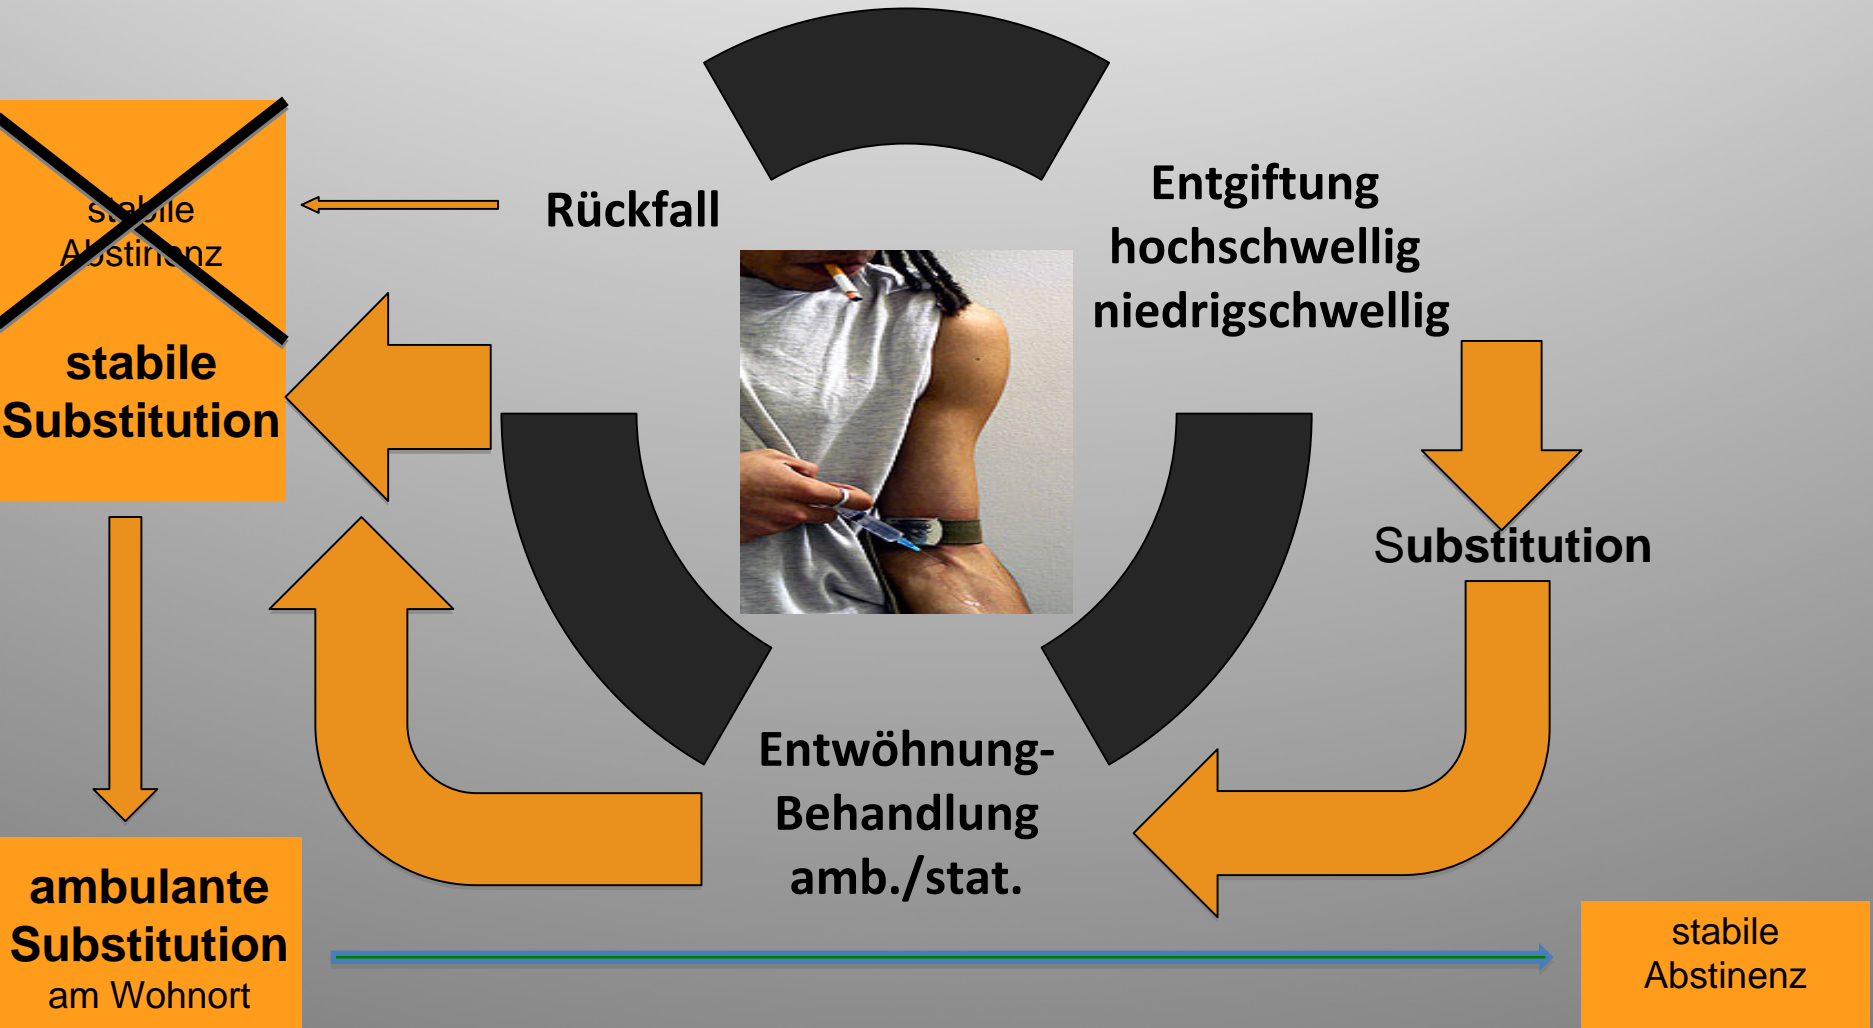 Entgiftung
hochschwellig
niedrigschwellig
Rückfall
stabile
Abstinenz
stabile
Substitution
Substitution
Entwöhnung-
Behandlung
amb./stat.
ambulante
Substitution
am Wohnort
stabile
Abstinenz